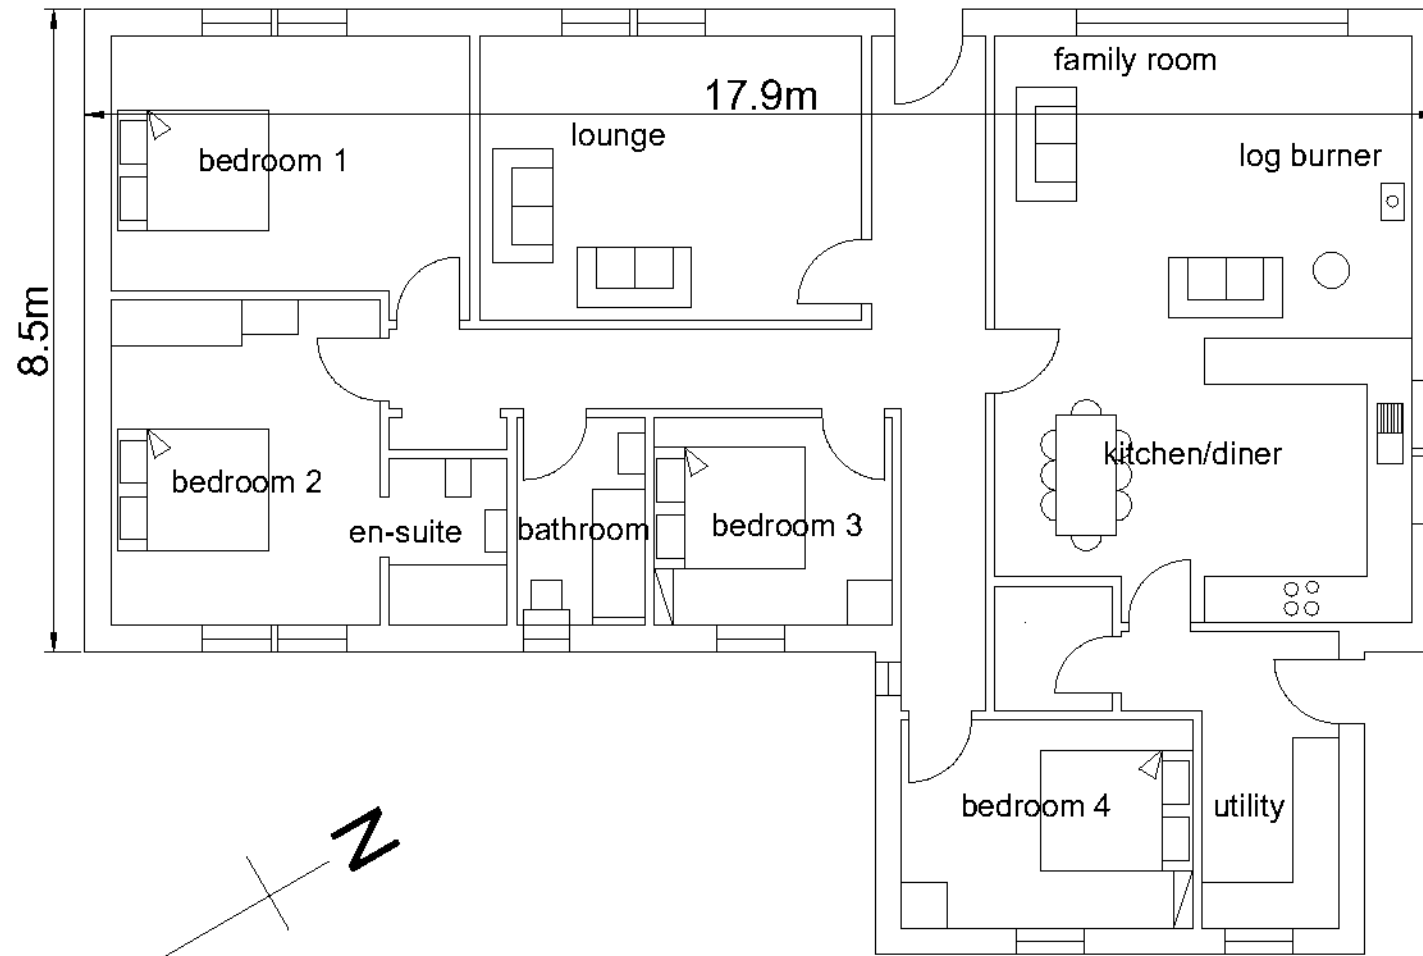 family room
17.9m
lounge
log burner
bedroom 1
8.5m
kitchen/diner
bedroom 2
en-suite
bathroom
bedroom 3
bedroom 4
utility
N